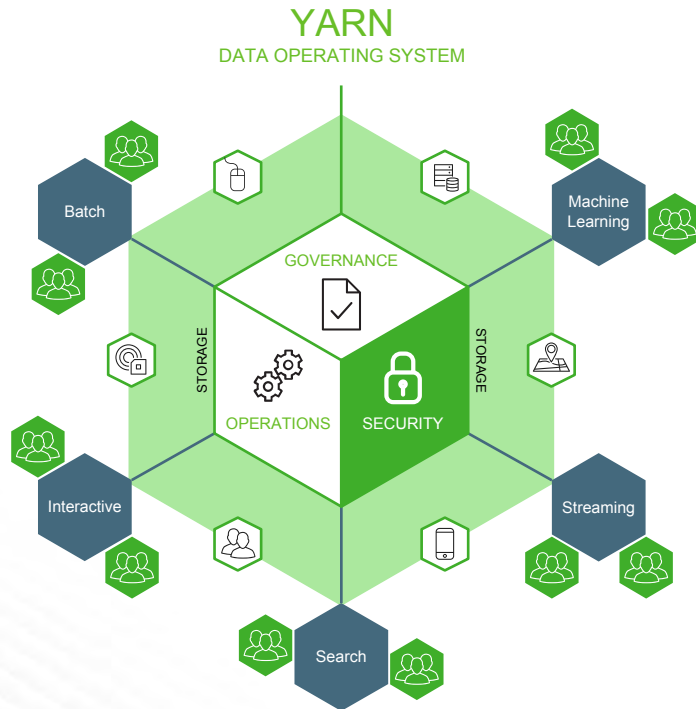 YARN
DATA OPERATING SYSTEM
Batch
Machine
Learning
GOVERNANCE
STORAGE
STORAGE
OPERATIONS
SECURITY
Interactive
Streaming
Search